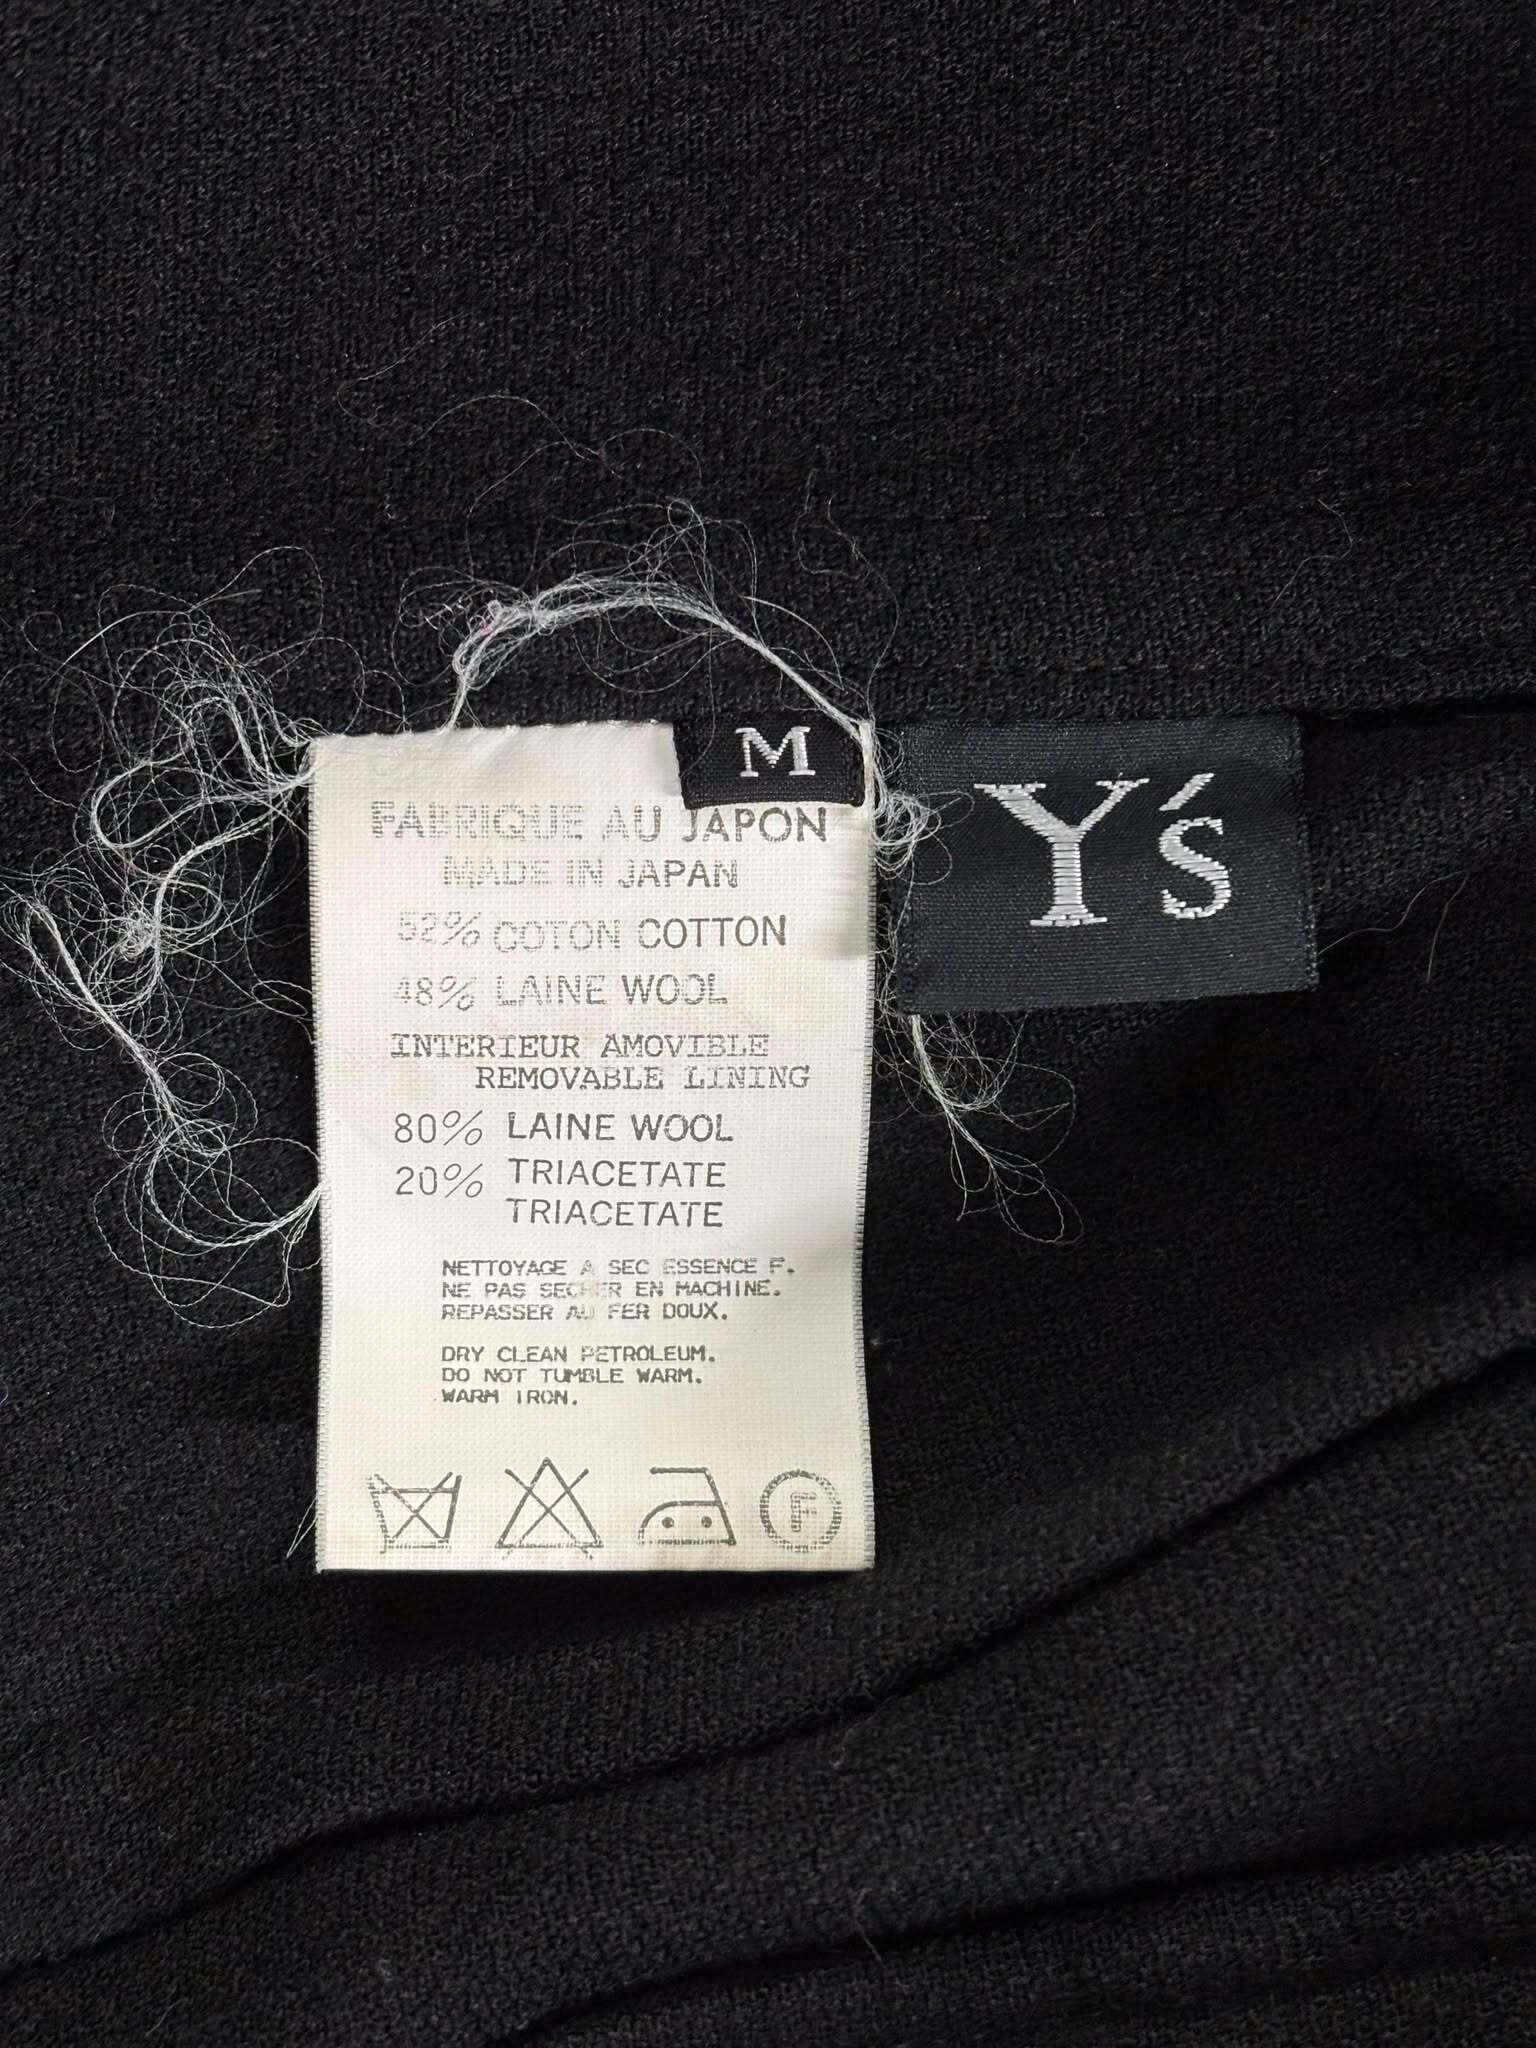 M
Y's
FABRIQUE AU JAPON
MADE IN JAPAN
52% COTON COTTON
48% LAINE WOOL
INTERIEUR AMOVIBLE
REMOVABLE LINING
80% LAINE WOOL
20% TRIACETATE
TRIACETATE
NETTOYAGE A SEC ESSENCE F.
NE PAS SECHER EN MACHINE.
REPASSER AU FER DOUX.
DRY CLEAN PETROLEUM.
DO NOT TUMBLE WARM.
WARM IRON.
F